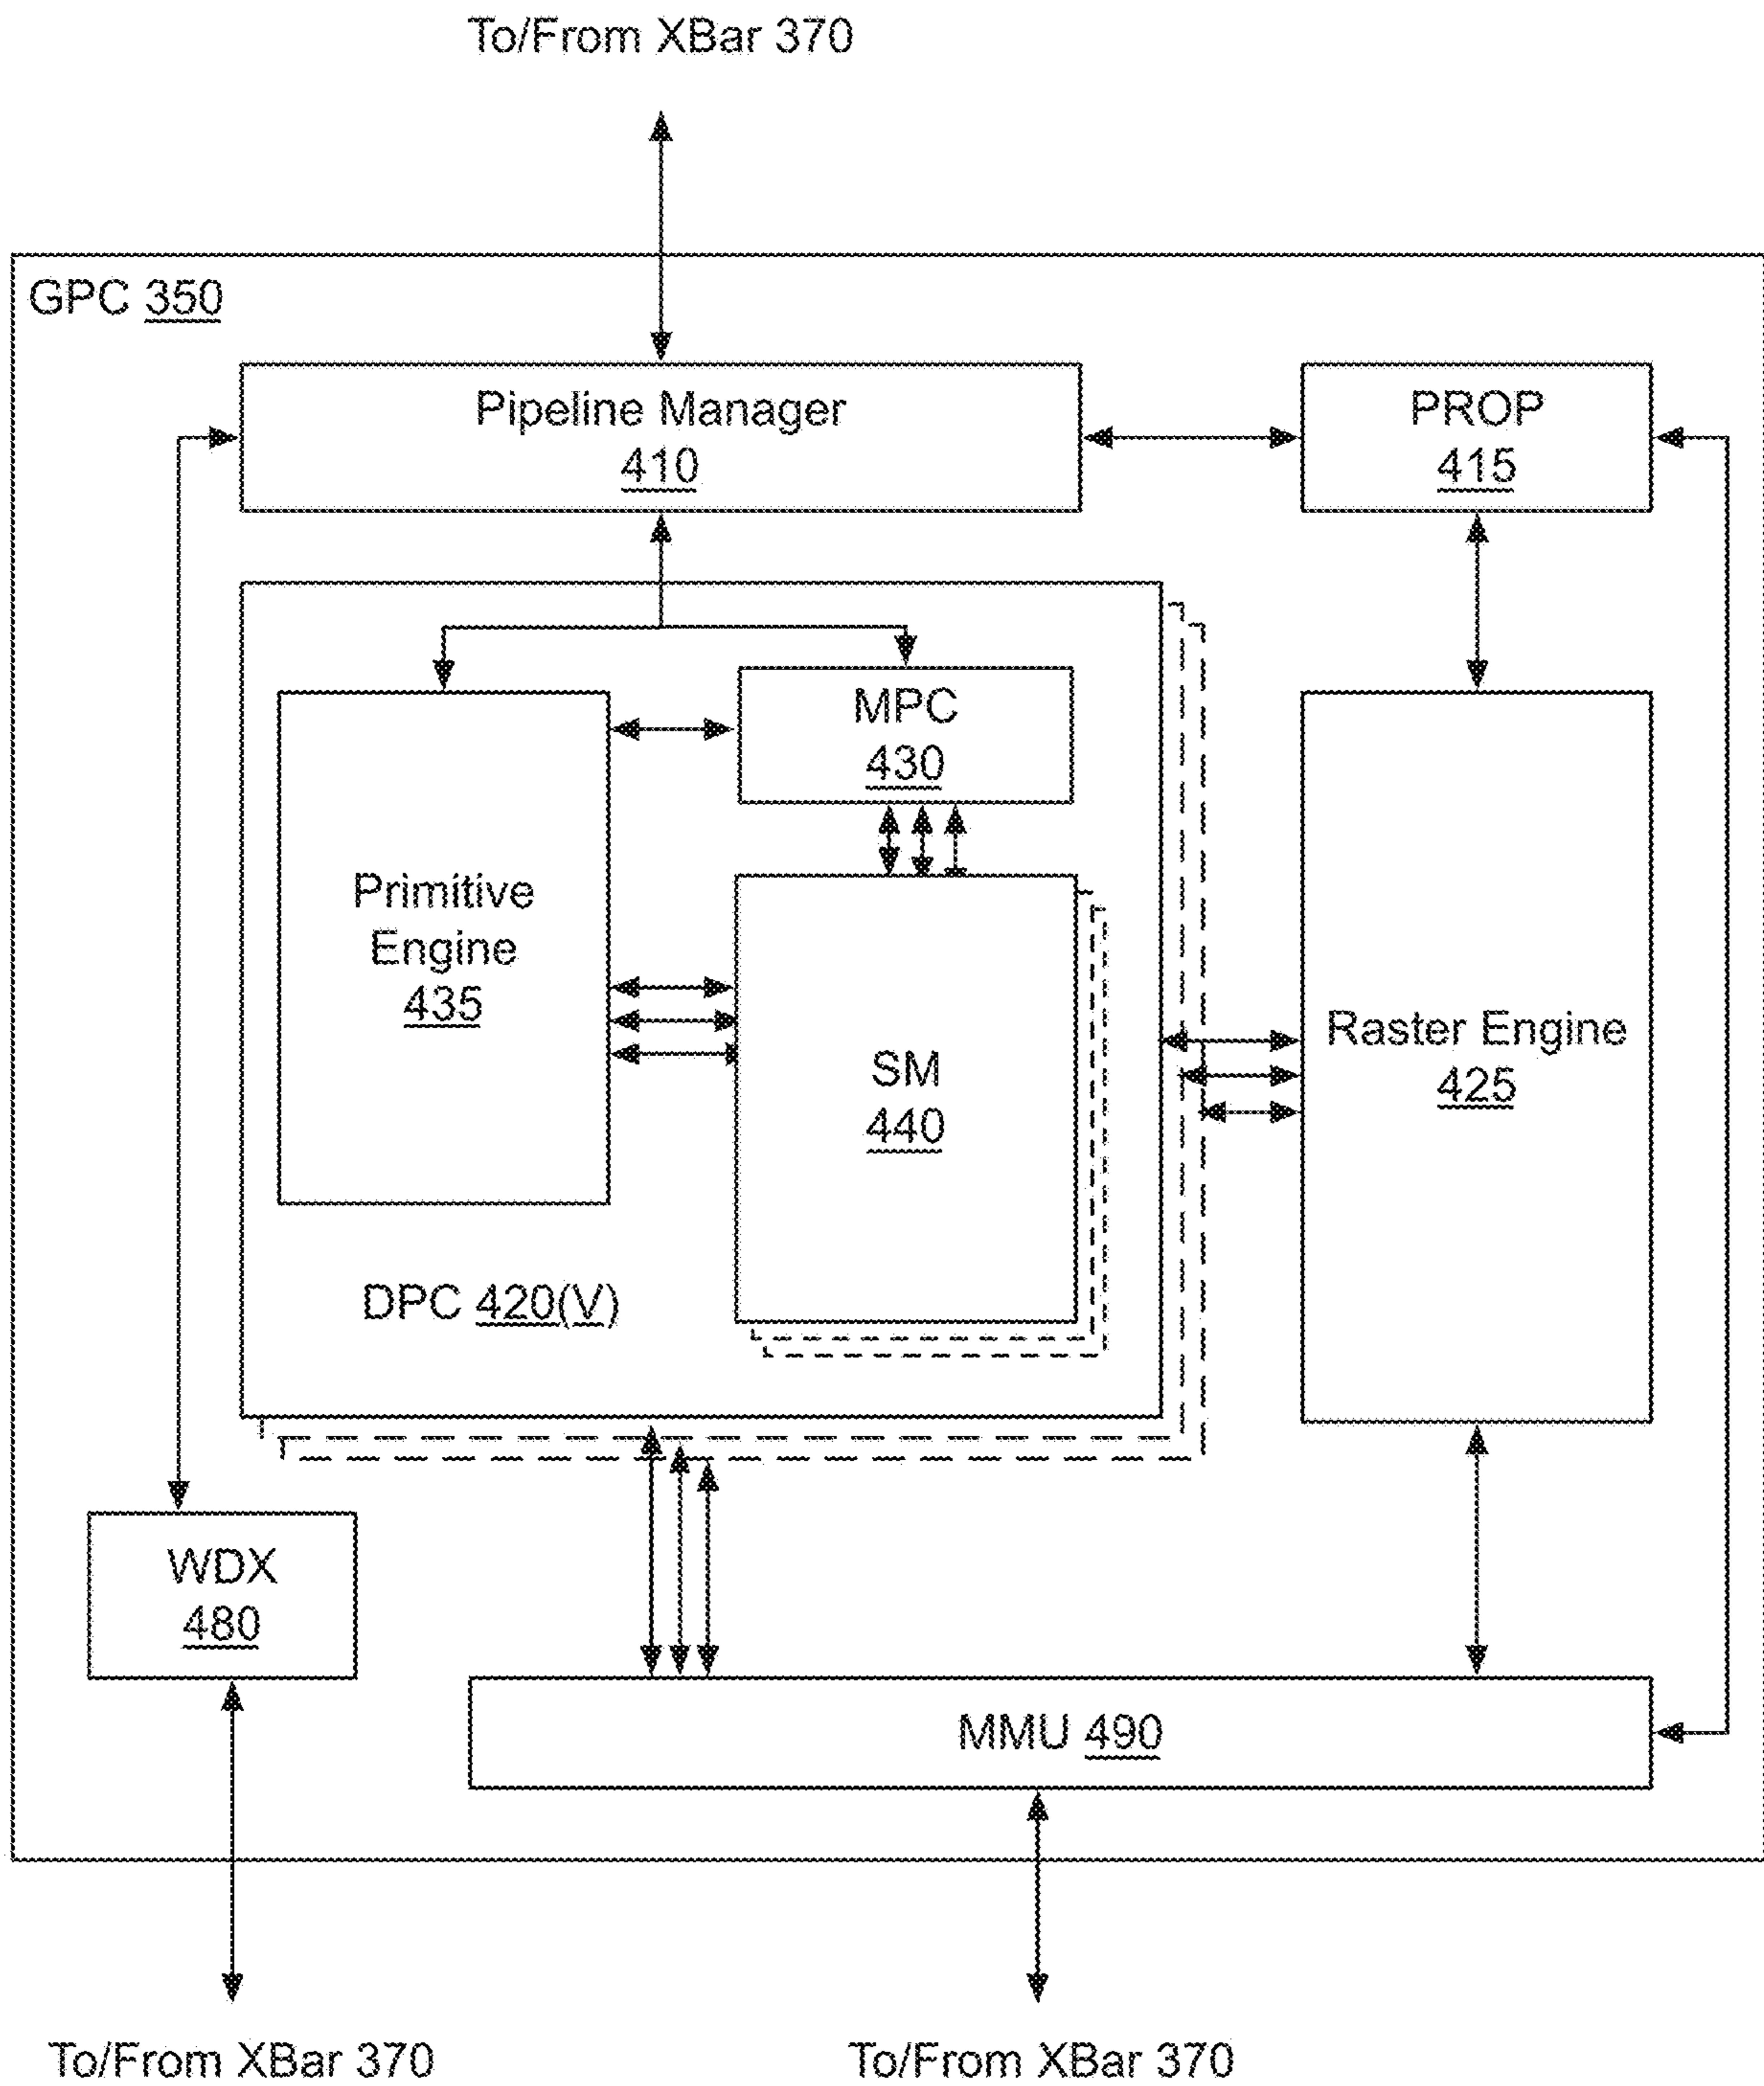 To/From XBar 370
GPC 350
Pipeline Manager
410
PROP
415
MPC
430
Primitive
Engine
435
SM
440
Raster Engine
425
DPC 420(V)
WDX
480
MMU 490
To/From XBar 370
To/From XBar 370